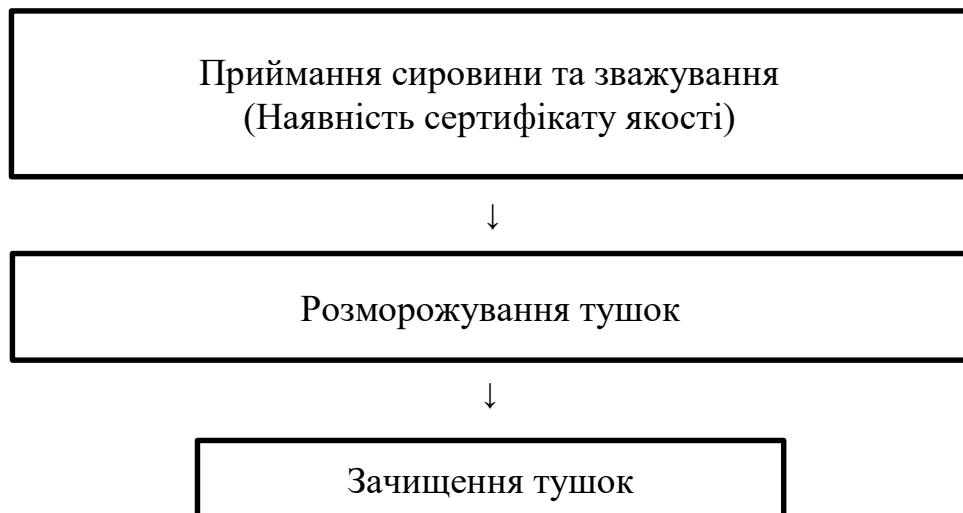 Приймання сировини та зважування
(Наявність сертифікату якості)
↓
Розморожування тушок
↓
Зачищення тушок